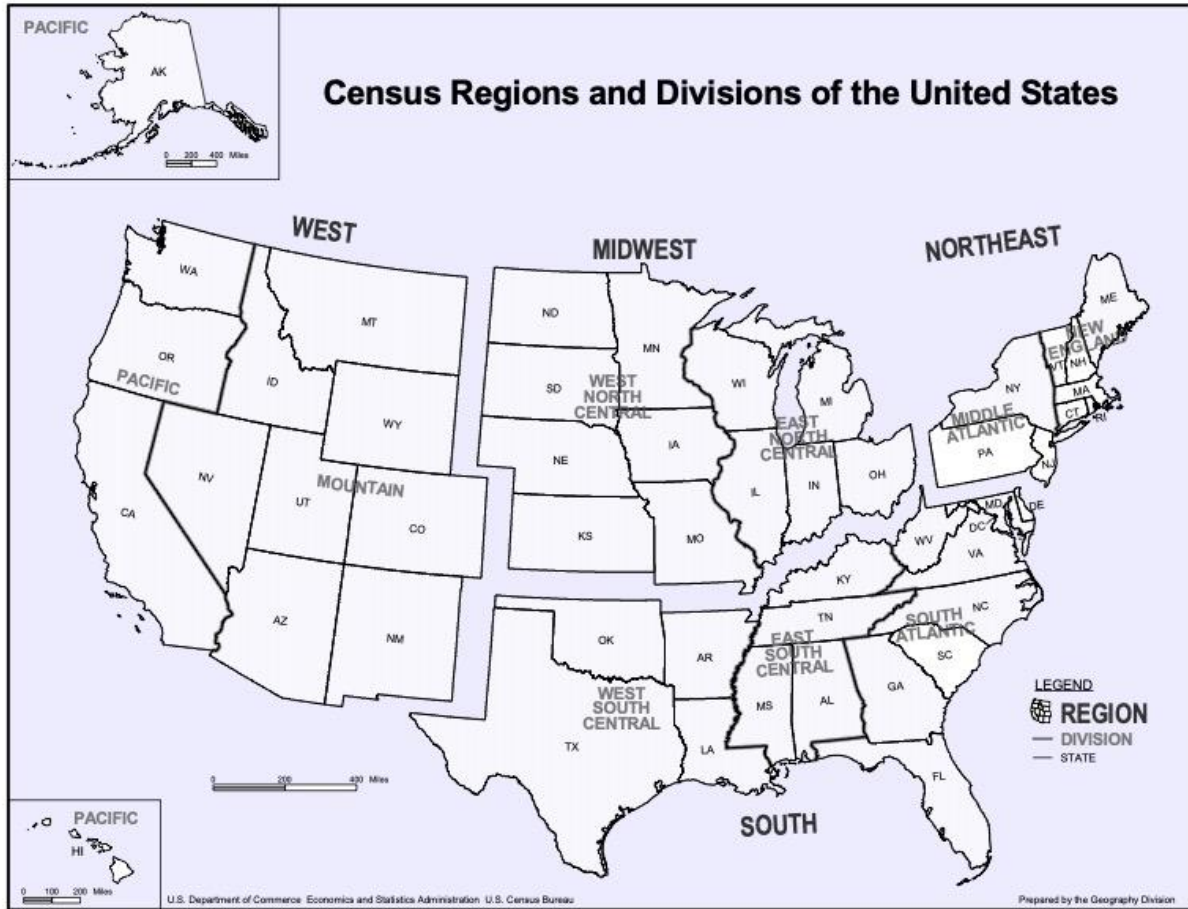 PACIFIC
AK
0 200 400 Miles
Census Regions and Divisions of the United States
WEST
MIDWEST
NORTHEAST
WA
MT
OR
ID
PACIFIC
WY
NV
UT
MOUNTAIN
CO
CA
AZ
NM
ND
MN
SD
WEST
NORTH
CENTRAL
NE
IA
KS
MO
WI
MI
EAST
NORTH
CENTRAL
IL
IN
OH
ME
NEW
ENGLAND
VT
NH
NY
MA
CT
RI
MIDDLE
ATLANTIC
PA
NJ
MD
DE
DC
WV
VA
KY
NC
TN
SOUTH
ATLANTIC
SC
EAST
SOUTH
CENTRAL
MS
AL
GA
FL
OK
AR
WEST
SOUTH
CENTRAL
TX
LA
SOUTH
LEGEND
REGION
DIVISION
STATE
0 200 400 Miles
PACIFIC
HI
0 100 200 Miles
U.S. Department of Commerce Economics and Statistics Administration U.S. Census Bureau
Prepared by the Geography Division